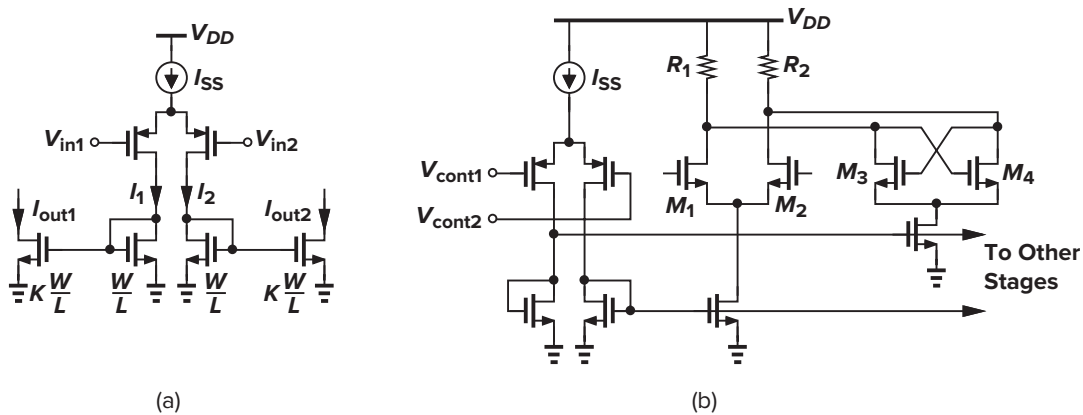 V_DD
I_SS
V_in1
V_in2
I_1
I_2
I_out1
I_out2
K W/L
W/L
W/L
K W/L
(a)
V_DD
R_1
R_2
I_SS
V_cont1
V_cont2
M_1
M_2
M_3
M_4
To Other
Stages
(b)